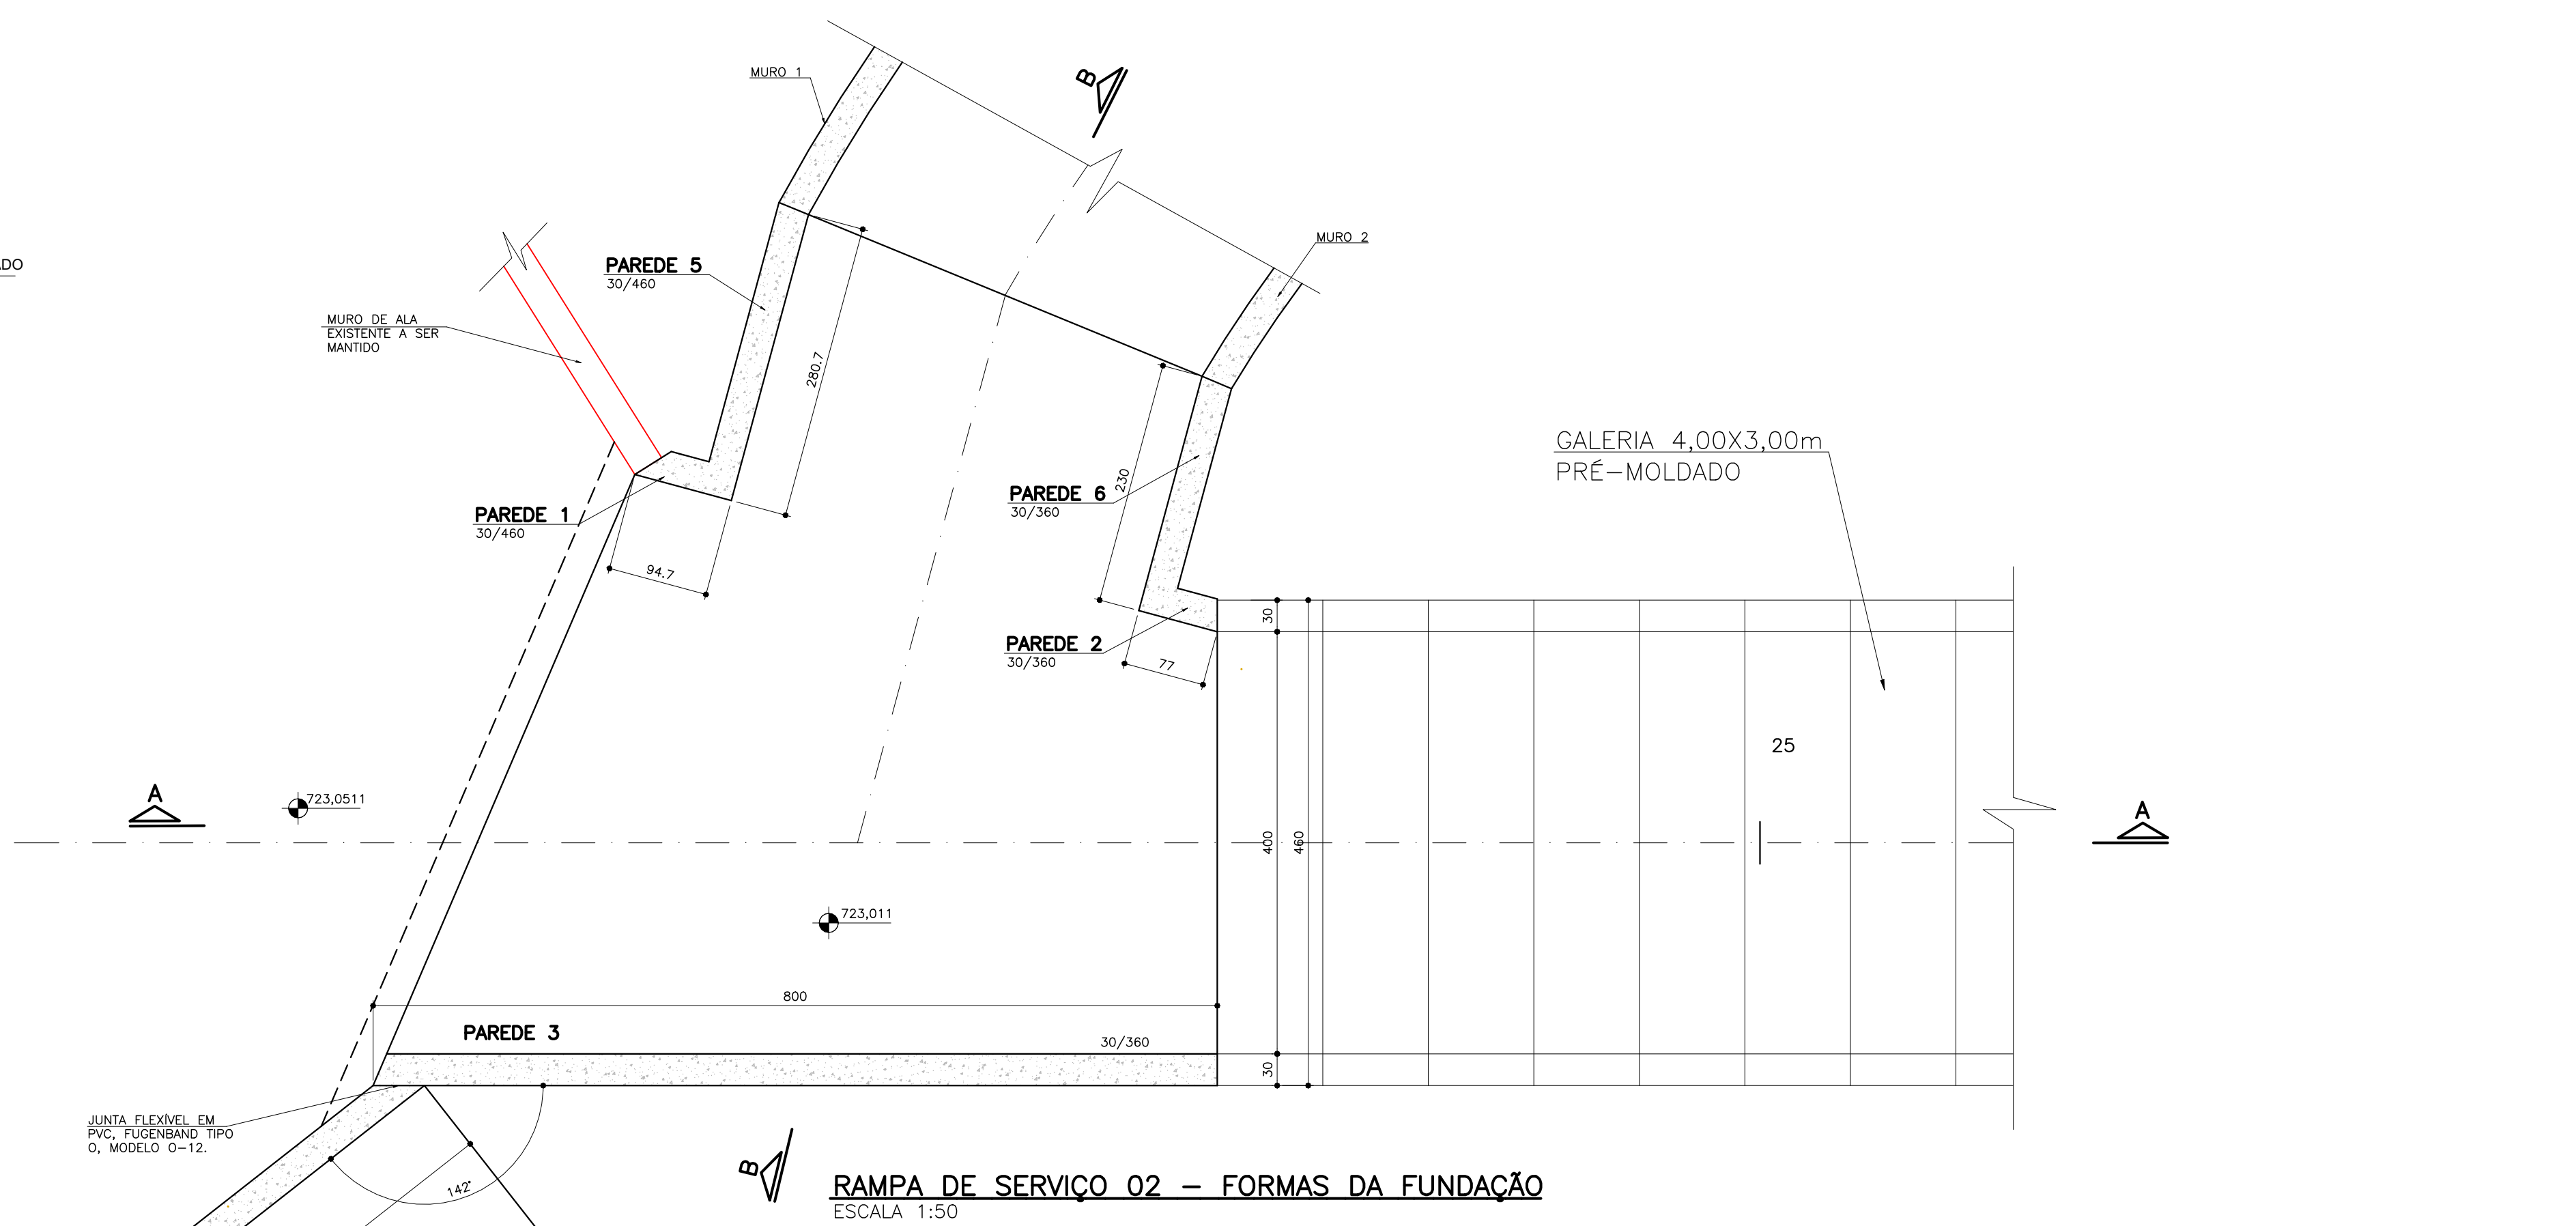 MURO 1
B
ADO
MURO 2
PAREDE 5
30/460
MURO DE ALA
EXISTENTE A SER
MANTIDO
280.7
GALERIA 4,00X3,00m
PRÉ-MOLDADO
230
PAREDE 6
30/360
PAREDE 1
30/460
94.7
30
PAREDE 2
30/360
77
25
A
723,0511
A
400
460
723,011
800
PAREDE 3
30/360
30
JUNTA FLEXÍVEL EM
PVC, FUGENBAND TIPO
O, MODELO O-12.
142°
B
RAMPA DE SERVIÇO 02 - FORMAS DA FUNDAÇÃO
ESCALA 1:50